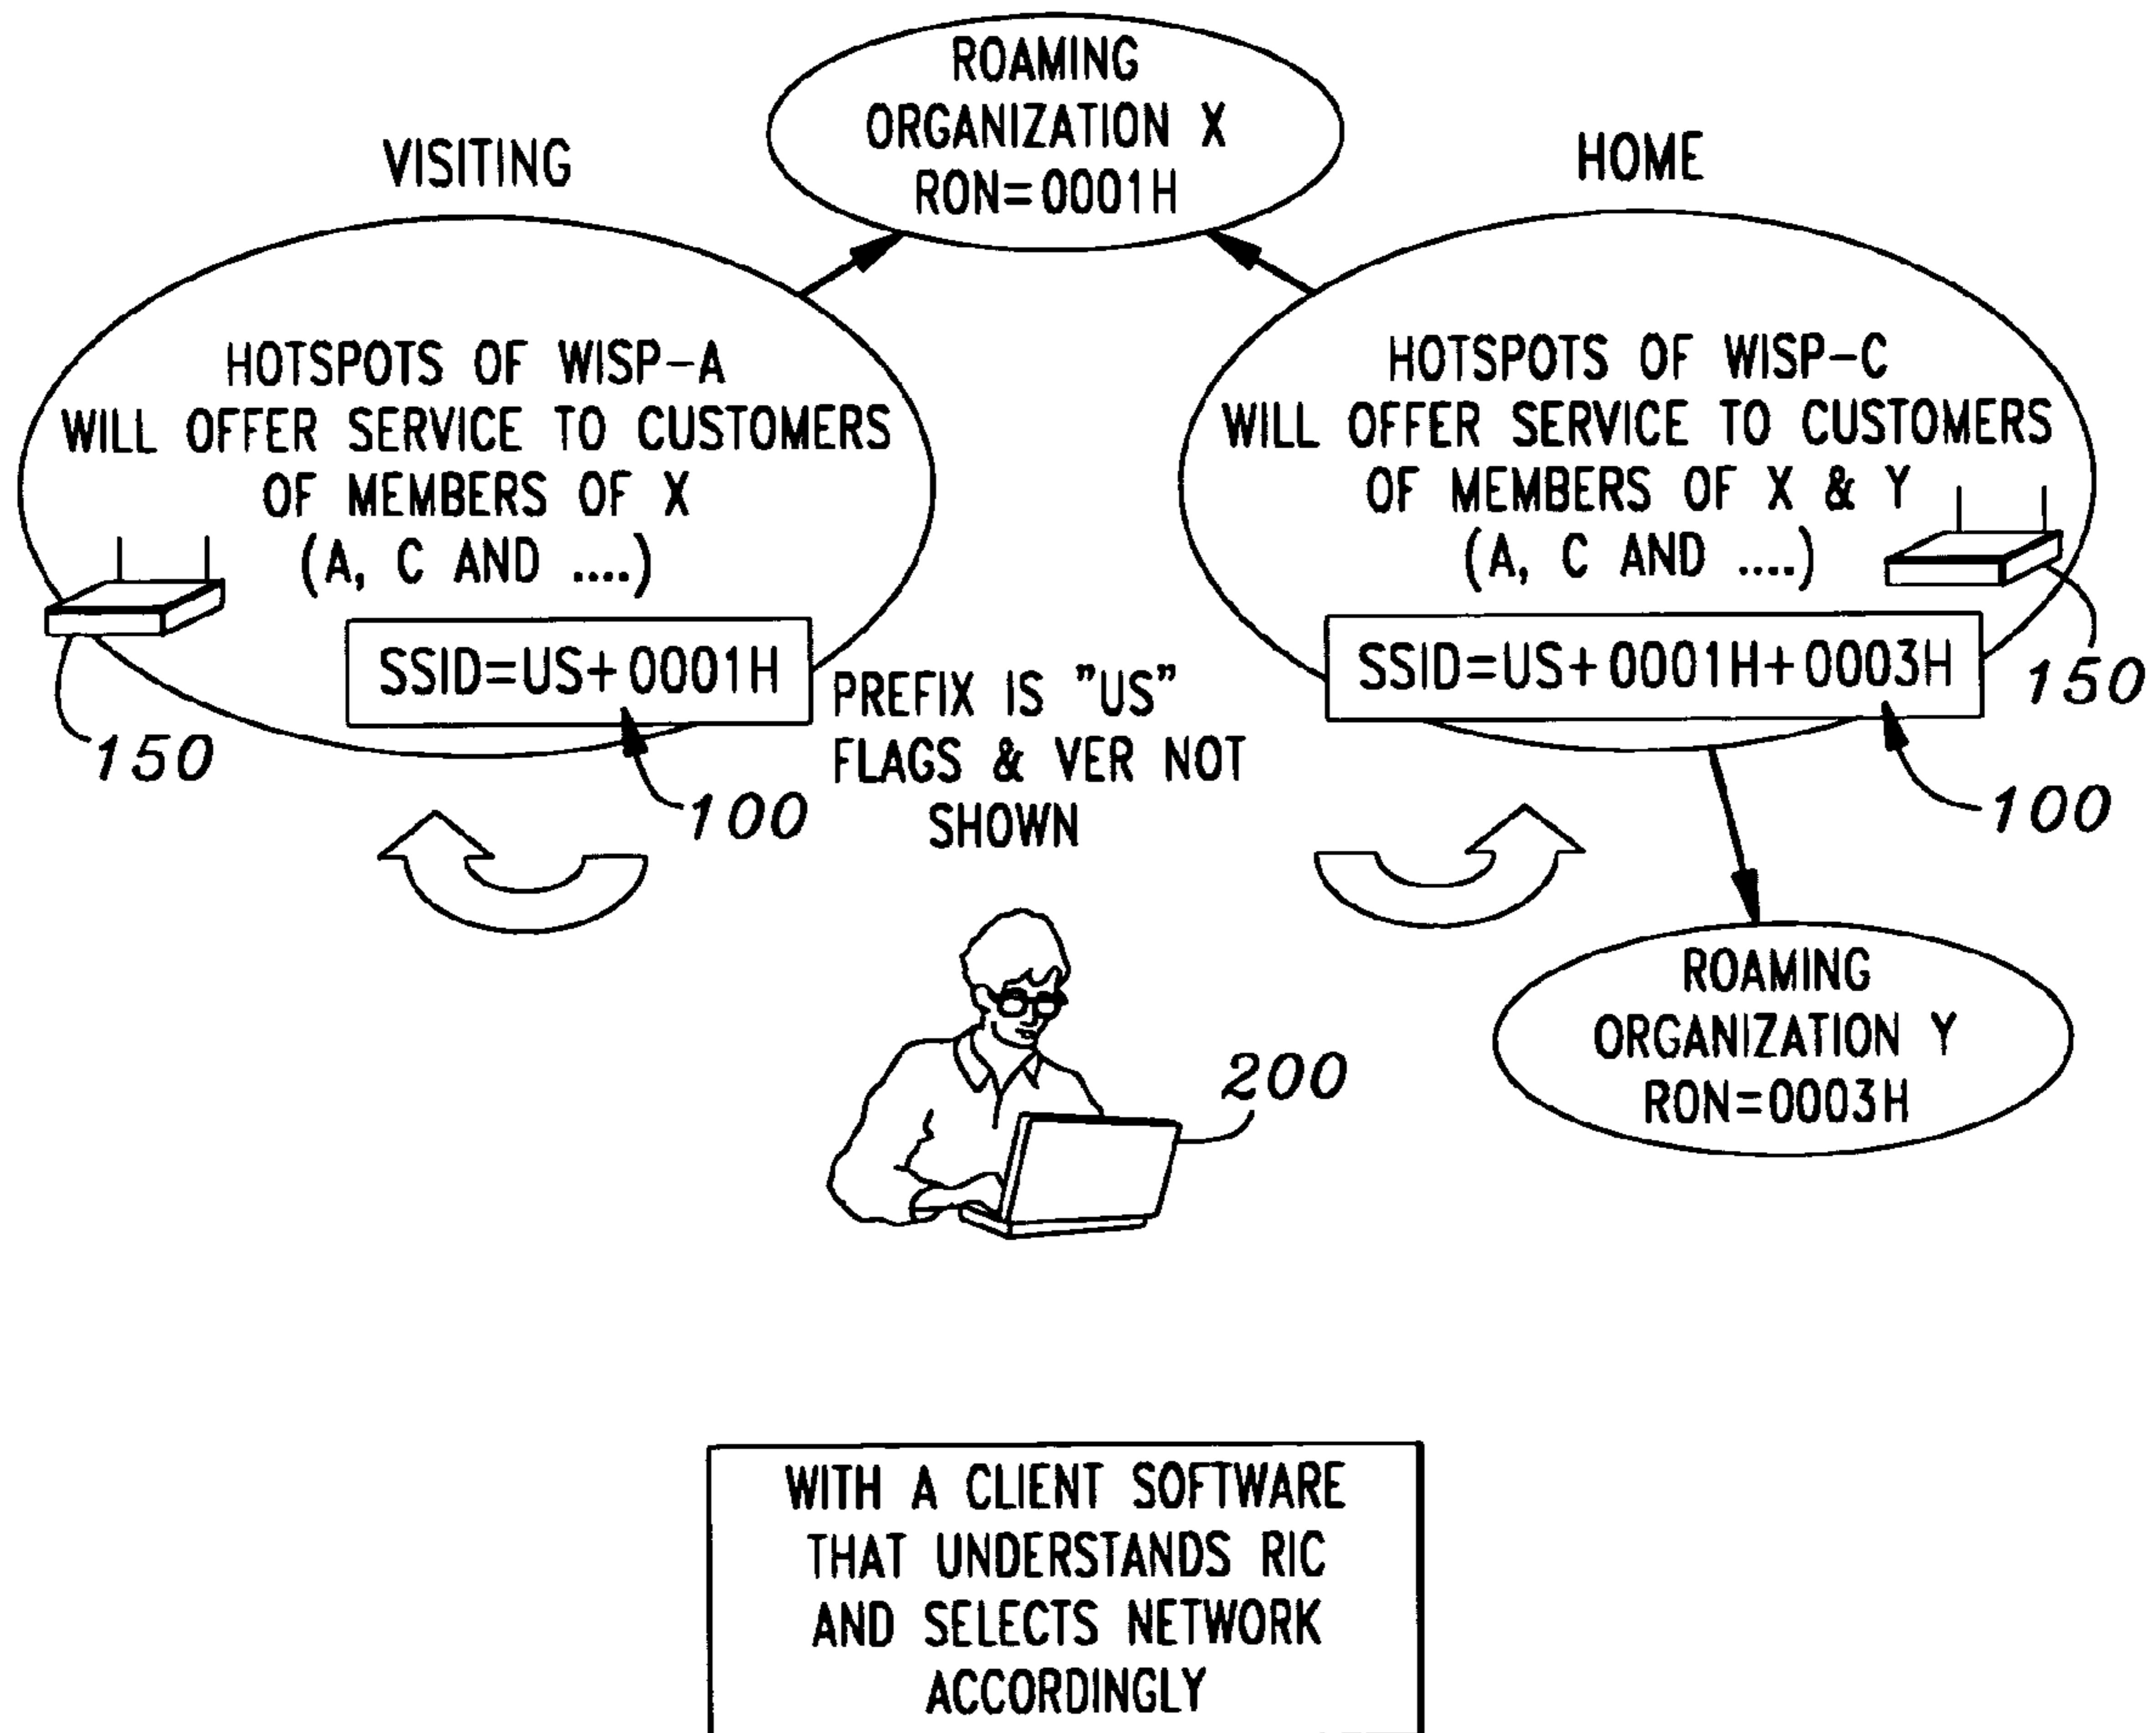 ROAMING
ORGANIZATION X
RON=0001H
VISITING
HOME
HOTSPOTS OF WISP-A
WILL OFFER SERVICE TO CUSTOMERS
OF MEMBERS OF X
(A, C AND ....)
SSID=US+0001H
150
100
HOTSPOTS OF WISP-C
WILL OFFER SERVICE TO CUSTOMERS
OF MEMBERS OF X & Y
(A, C AND ....)
SSID=US+0001H+0003H
150
100
PREFIX IS "US"
FLAGS & VER NOT
SHOWN
200
ROAMING
ORGANIZATION Y
RON=0003H
WITH A CLIENT SOFTWARE
THAT UNDERSTANDS RIC
AND SELECTS NETWORK
ACCORDINGLY